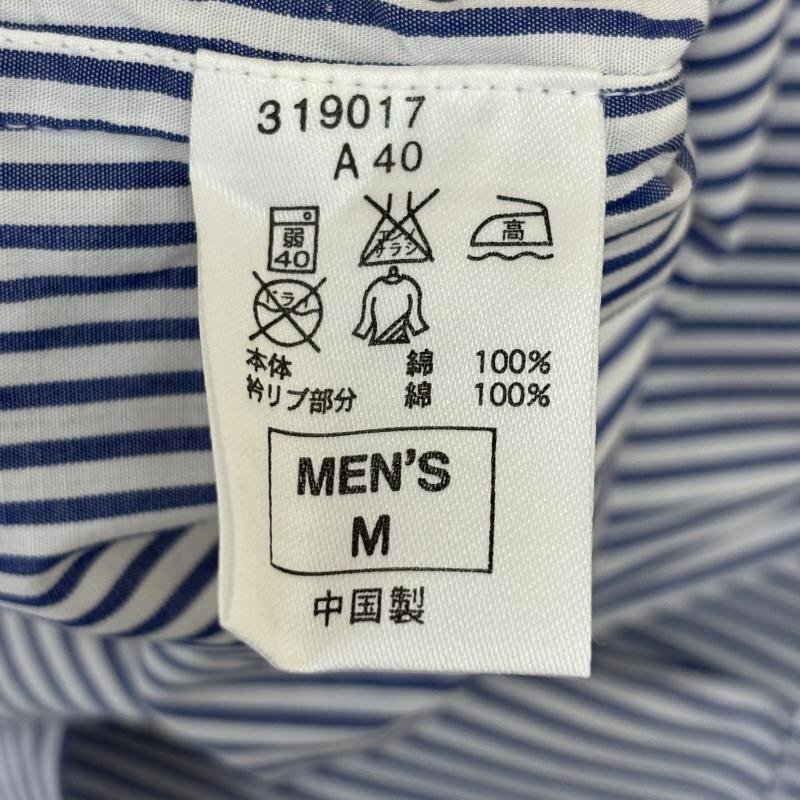 319017
A 40
弱
40
エンソ
サラシ
高
ドライ
本体 綿 100%
衿リブ部分 綿 100%
MEN'S
M
中国製